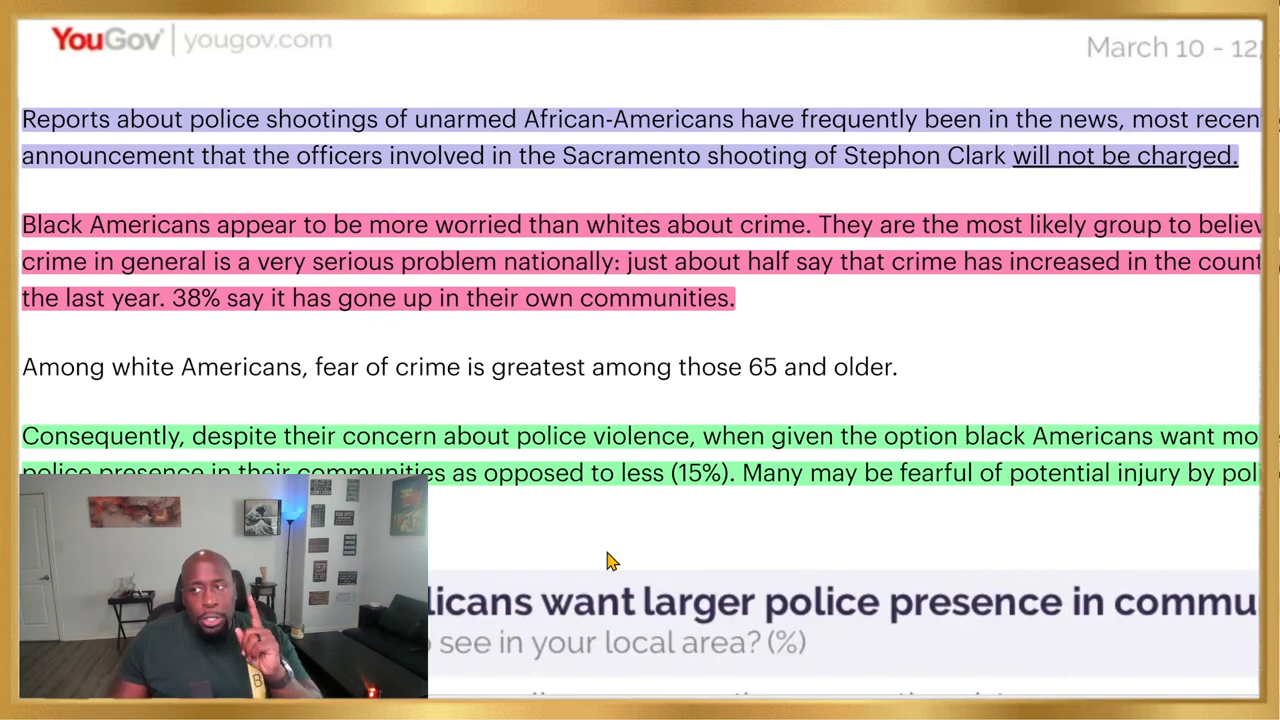 YouGov | yougov.com
March 10 - 12
Reports about police shootings of unarmed African-Americans have frequently been in the news, most recen
announcement that the officers involved in the Sacramento shooting of Stephon Clark will not be charged.
Black Americans appear to be more worried than whites about crime. They are the most likely group to believ
crime in general is a very serious problem nationally: just about half say that crime has increased in the count
the last year. 38% say it has gone up in their own communities.
Among white Americans, fear of crime is greatest among those 65 and older.
Consequently, despite their concern about police violence, when given the option black Americans want mo
police presence in their communities as opposed to less (15%). Many may be fearful of potential injury by poli
licans want larger police presence in commu
see in your local area? (%)